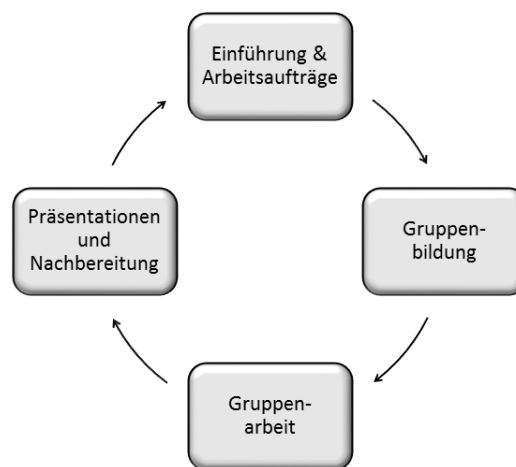 Einführung &
Arbeitsaufträge
Gruppen-
bildung
Gruppen-
arbeit
Präsentationen
und
Nachbereitung